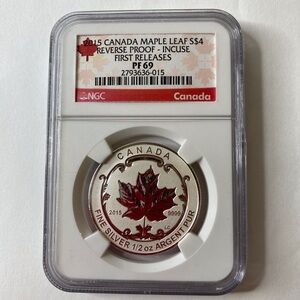 2015 CANADA MAPLE LEAF S$4
REVERSE PROOF - INCUSE
FIRST RELEASES
PF 69
2793636-015
NGC
Canada
CANADA
2015
9999
FINE SILVER 1/2 oz ARGENT PUR